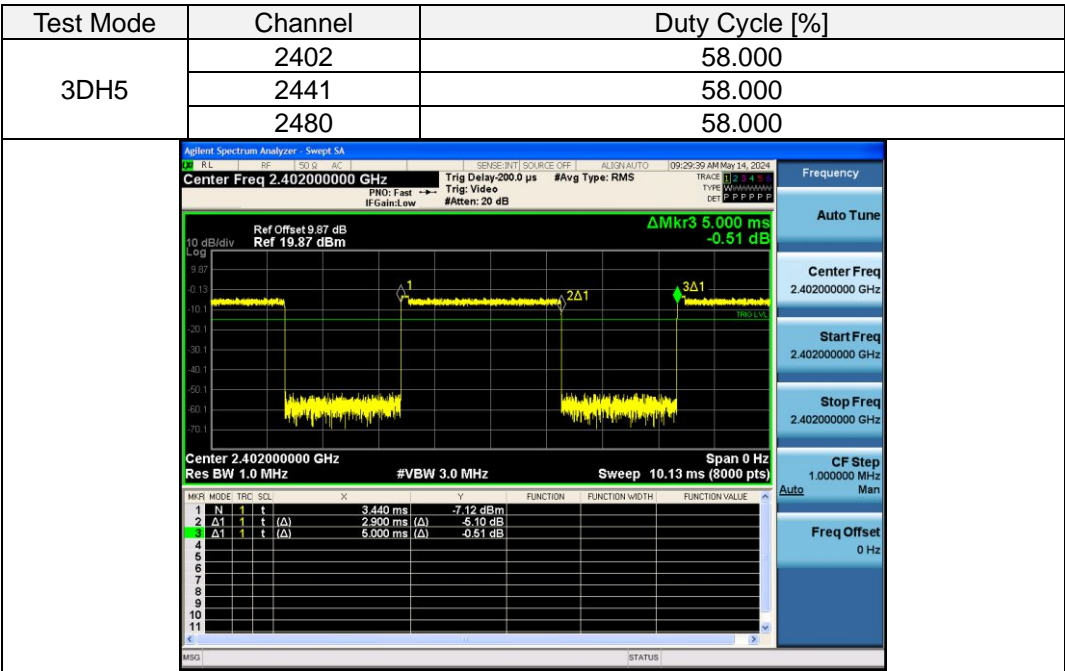 Test Mode Channel Duty Cycle [%]
3DH5
2402 58.000
2441 58.000
2480 58.000
Agilent Spectrum Analyzer - Swept SA
RL RF 50 Ω AC SENSE:INT SOURCE OFF ALIGN AUTO 09:29:39 AM May 14, 2024
Center Freq 2.402000000 GHz
PNO: Fast
IFGain:Low
Trig Delay-200.0 µs #Avg Type: RMS
Trig: Video
#Atten: 20 dB
TRACE 1 2 3 4 5 6
TYPE
DET P P P P P P
ΔMkr3 5.000 ms
-0.51 dB
Ref Offset 9.87 dB
10 dB/div Ref 19.87 dBm
Log
9.87
-0.13
-10.1
-20.1
-30.1
-40.1
-50.1
-60.1
-70.1
1
2Δ1
3Δ1
TRIG LVL
Center 2.402000000 GHz Span 0 Hz
Res BW 1.0 MHz #VBW 3.0 MHz Sweep 10.13 ms (8000 pts)
MKR MODE TRC SCL X Y FUNCTION FUNCTION WIDTH FUNCTION VALUE
1 N 1 t 3.440 ms -7.12 dBm
2 Δ1 1 t (Δ) 2.900 ms (Δ) -5.10 dB
3 Δ1 1 t (Δ) 5.000 ms (Δ) -0.51 dB
4
5
6
7
8
9
10
11
MSG STATUS
Frequency
Auto Tune
Center Freq
2.402000000 GHz
Start Freq
2.402000000 GHz
Stop Freq
2.402000000 GHz
CF Step
1.000000 MHz
Auto Man
Freq Offset
0 Hz